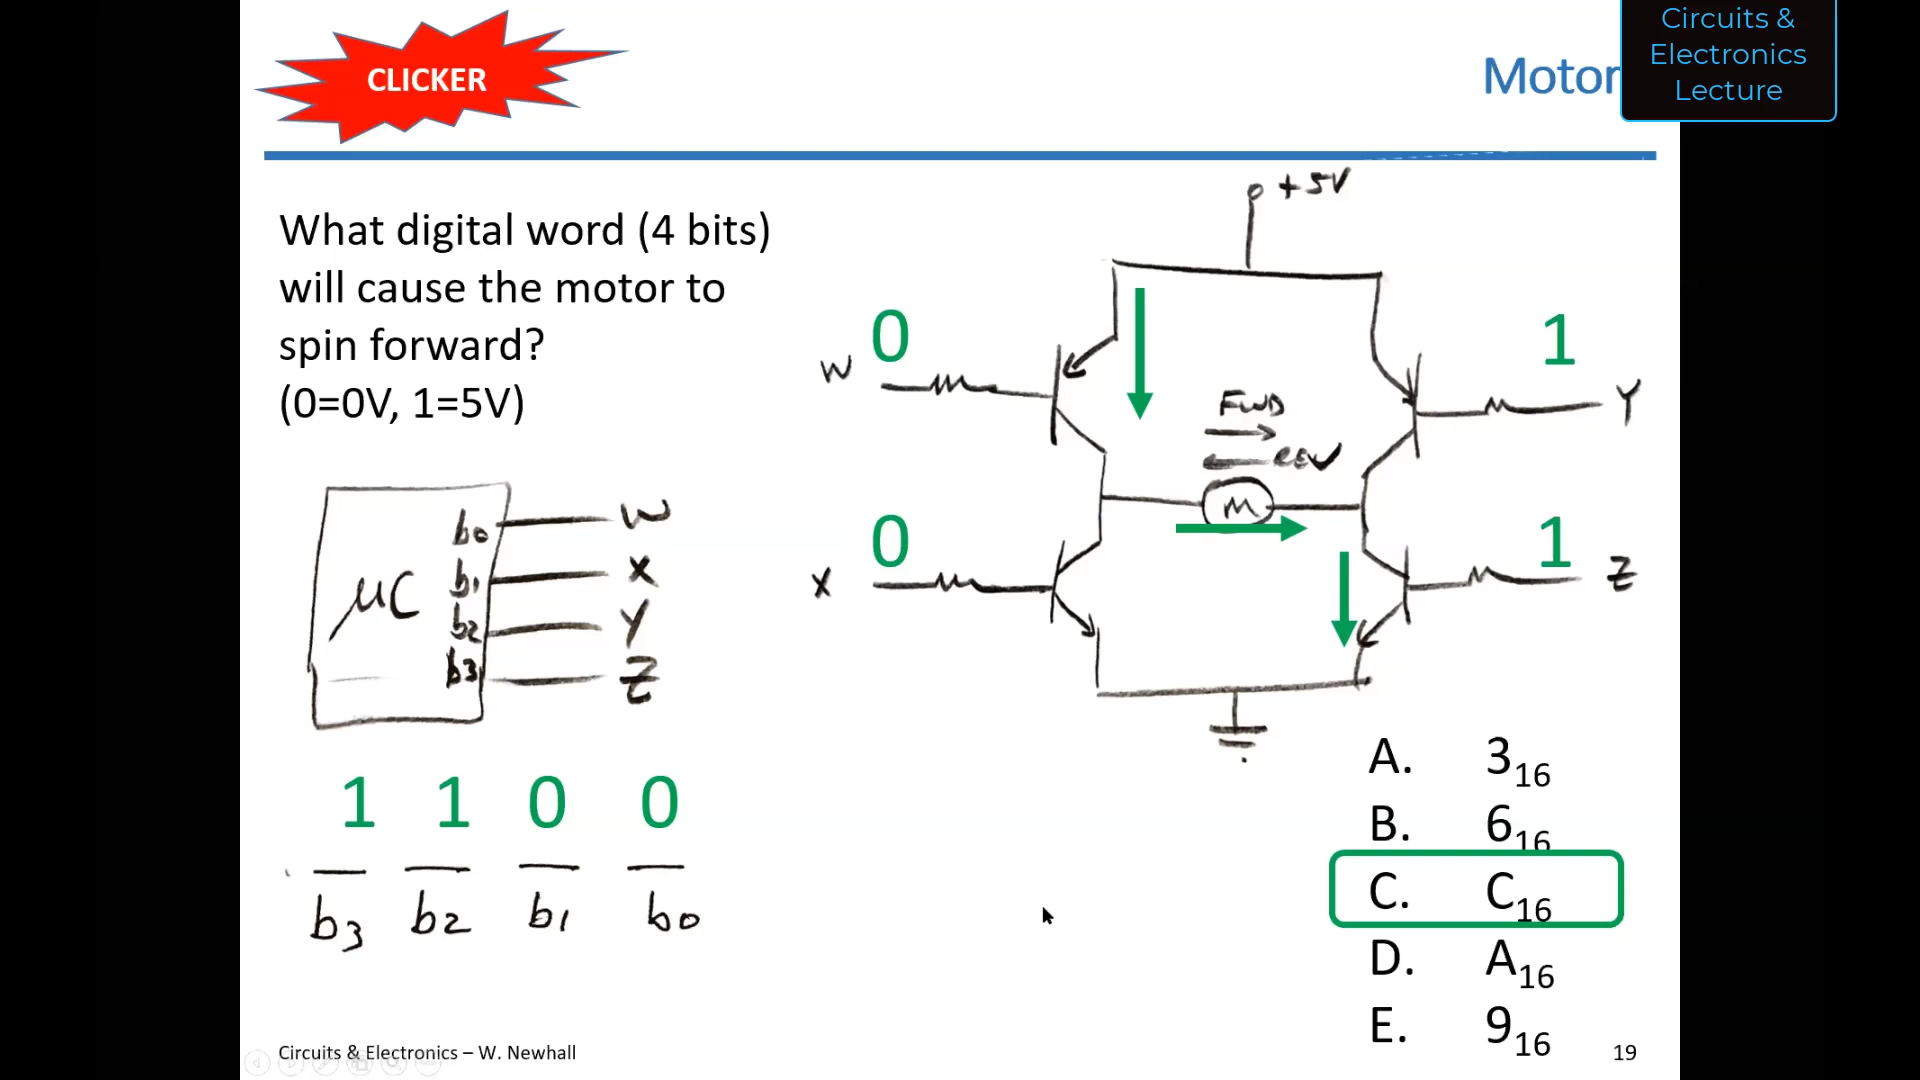 CLICKER
Motor
Circuits &
Electronics
Lecture
What digital word (4 bits)
will cause the motor to
spin forward?
(0=0V, 1=5V)
+5V
0
W
1
Y
FWD
REV
M
0
X
1
Z
μC
b0 W
b1 X
b2 Y
b3 Z
1 1 0 0
b3 b2 b1 b0
A. 3₁₆
B. 6₁₆
C. C₁₆
D. A₁₆
E. 9₁₆
Circuits & Electronics – W. Newhall
19